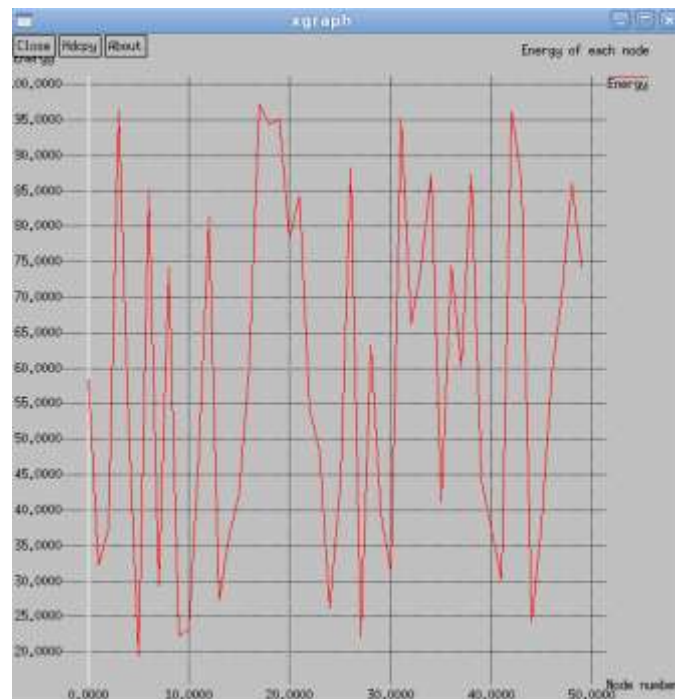 xgraph
Close Hdcpy About
Energy of each node
Energy
Energy
00.0000
95.0000
90.0000
85.0000
80.0000
75.0000
70.0000
65.0000
60.0000
55.0000
50.0000
45.0000
40.0000
35.0000
30.0000
25.0000
20.0000
Node number
0.0000 10.0000 20.0000 30.0000 40.0000 50.0000